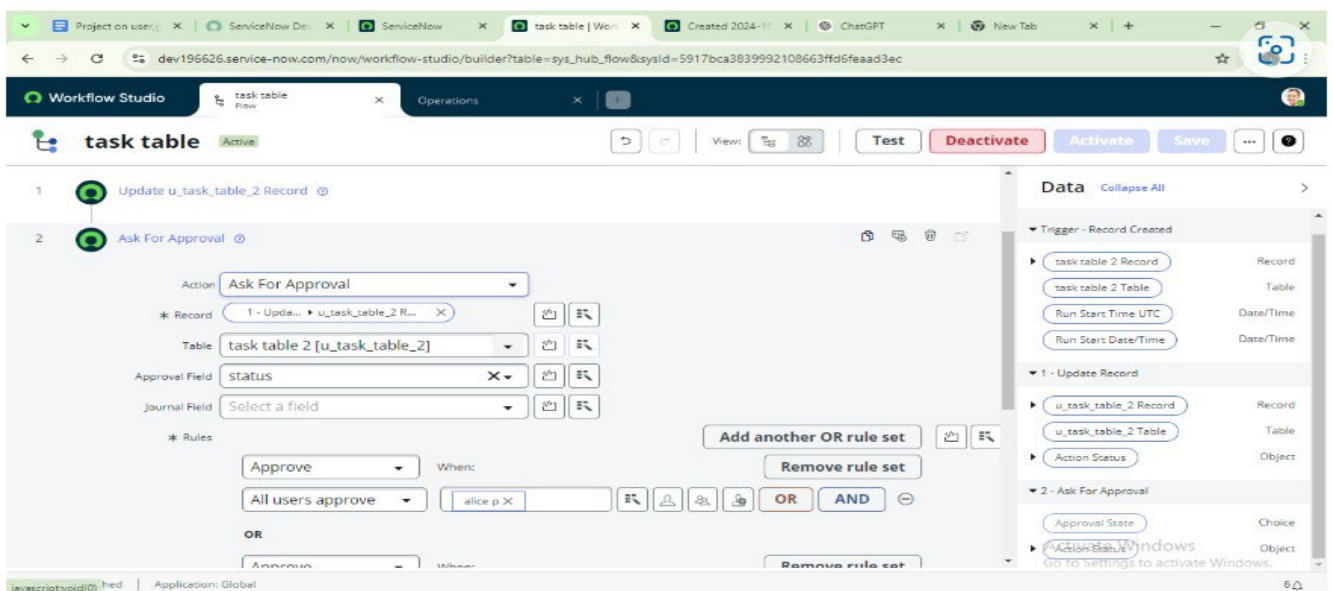 Project on user,g
ServiceNow Dev
ServiceNow
task table | Work
Created 2024-10
ChatGPT
New Tab
dev196626.service-now.com/now/workflow-studio/builder?table=sys_hub_flow&sysId=5917bca3839992108663ffd6feaad3ec
Workflow Studio
task table
Flow
Operations
task table Active
View:
Test
Deactivate
Activate
Save
1 Update u_task_table_2 Record
2 Ask For Approval
Action Ask For Approval
* Record 1 - Upda... ▸ u_task_table_2 R... X
Table task table 2 [u_task_table_2]
Approval Field status
Journal Field Select a field
* Rules Add another OR rule set
Approve When: Remove rule set
All users approve alice p X OR AND
OR
Approve When: Remove rule set
Data Collapse All
Trigger - Record Created
task table 2 Record Record
task table 2 Table Table
Run Start Time UTC Date/Time
Run Start Date/Time Date/Time
1 - Update Record
u_task_table_2 Record Record
u_task_table_2 Table Table
Action Status Object
2 - Ask For Approval
Approval State Choice
Action Status Object
Activate Windows
Go to Settings to activate Windows.
javascript:void(0) hed | Application: Global
6